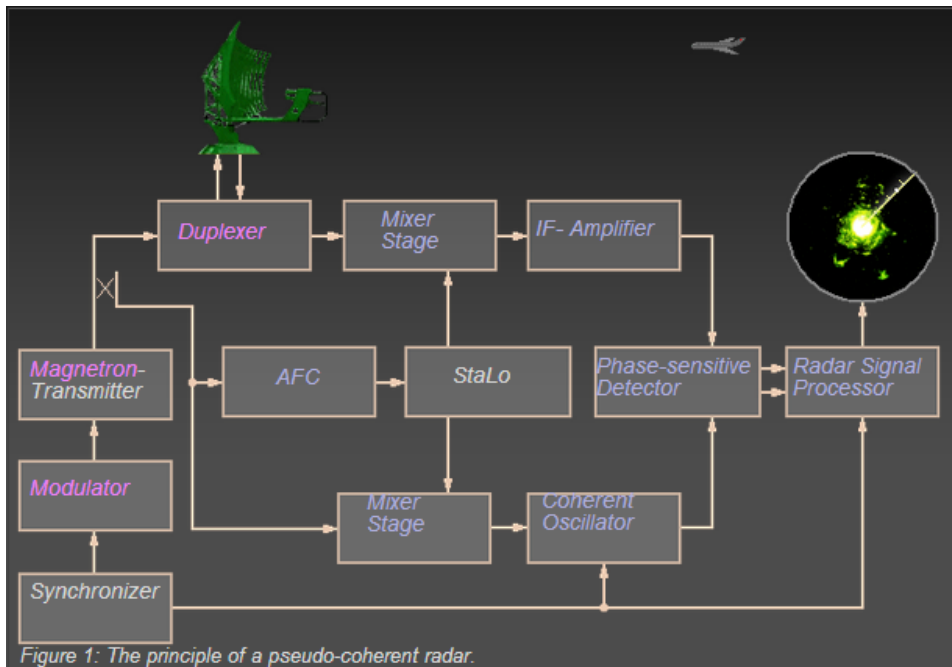 Duplexer
Mixer
Stage
IF- Amplifier
Magnetron-
Transmitter
AFC
StaLo
Phase-sensitive
Detector
Radar Signal
Processor
Modulator
Mixer
Stage
Coherent
Oscillator
Synchronizer
Figure 1: The principle of a pseudo-coherent radar.